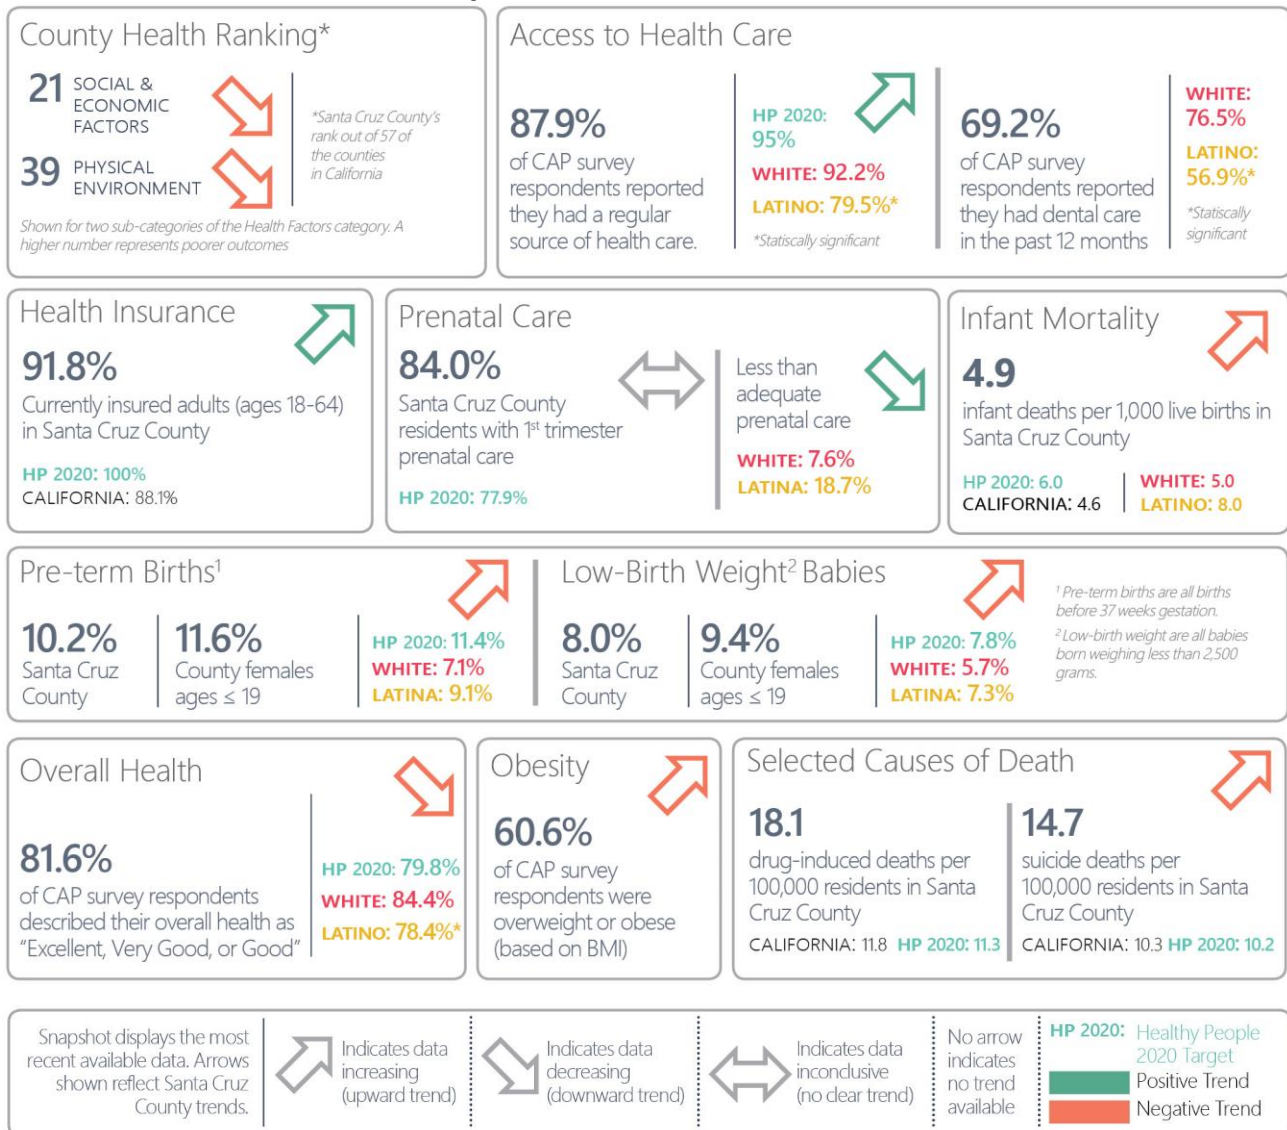 County Health Ranking*
21 SOCIAL &
ECONOMIC
FACTORS
39 PHYSICAL
ENVIRONMENT
*Santa Cruz County's
rank out of 57 of
the counties
in California
Shown for two sub-categories of the Health Factors category. A
higher number represents poorer outcomes
Access to Health Care
87.9%
of CAP survey
respondents reported
they had a regular
source of health care.
HP 2020:
95%
WHITE: 92.2%
LATINO: 79.5%*
*Statiscally significant
69.2%
of CAP survey
respondents reported
they had dental care
in the past 12 months
WHITE:
76.5%
LATINO:
56.9%*
*Statiscally
significant
Health Insurance
91.8%
Currently insured adults (ages 18-64)
in Santa Cruz County
HP 2020: 100%
CALIFORNIA: 88.1%
Prenatal Care
84.0%
Santa Cruz County
residents with 1st trimester
prenatal care
HP 2020: 77.9%
Less than
adequate
prenatal care
WHITE: 7.6%
LATINA: 18.7%
Infant Mortality
4.9
infant deaths per 1,000 live births in
Santa Cruz County
HP 2020: 6.0
CALIFORNIA: 4.6
WHITE: 5.0
LATINO: 8.0
Pre-term Births1
10.2%
Santa Cruz
County
11.6%
County females
ages ≤ 19
HP 2020: 11.4%
WHITE: 7.1%
LATINA: 9.1%
Low-Birth Weight2 Babies
8.0%
Santa Cruz
County
9.4%
County females
ages ≤ 19
HP 2020: 7.8%
WHITE: 5.7%
LATINA: 7.3%
1 Pre-term births are all births
before 37 weeks gestation.
2 Low-birth weight are all babies
born weighing less than 2,500
grams.
Overall Health
81.6%
of CAP survey respondents
described their overall health as
“Excellent, Very Good, or Good”
HP 2020: 79.8%
WHITE: 84.4%
LATINO: 78.4%*
Obesity
60.6%
of CAP survey
respondents were
overweight or obese
(based on BMI)
Selected Causes of Death
18.1
drug-induced deaths per
100,000 residents in Santa
Cruz County
CALIFORNIA: 11.8 HP 2020: 11.3
14.7
suicide deaths per
100,000 residents in Santa
Cruz County
CALIFORNIA: 10.3 HP 2020: 10.2
Snapshot displays the most
recent available data. Arrows
shown reflect Santa Cruz
County trends.
Indicates data
increasing
(upward trend)
Indicates data
decreasing
(downward trend)
Indicates data
inconclusive
(no clear trend)
No arrow
indicates
no trend
available
HP 2020: Healthy People
2020 Target
Positive Trend
Negative Trend